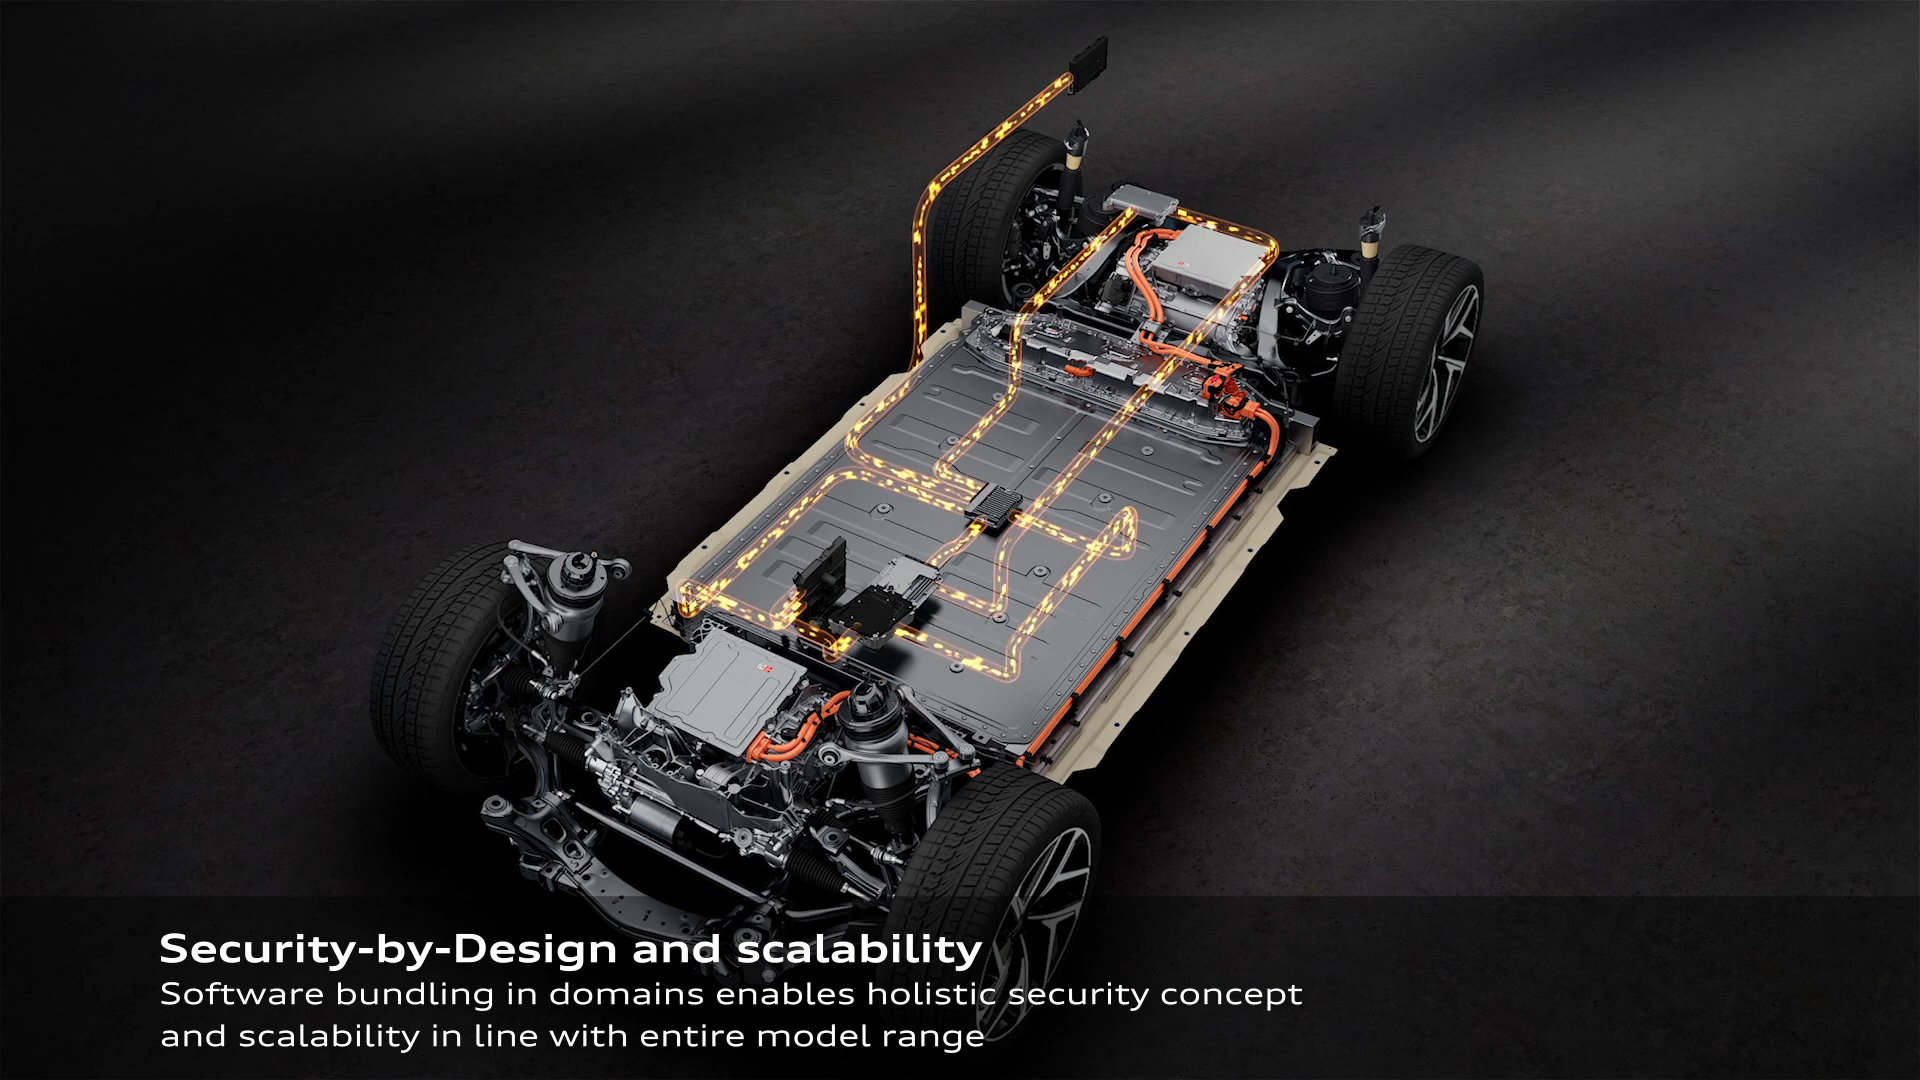 Security-by-Design and scalability
Software bundling in domains enables holistic security concept
and scalability in line with entire model range